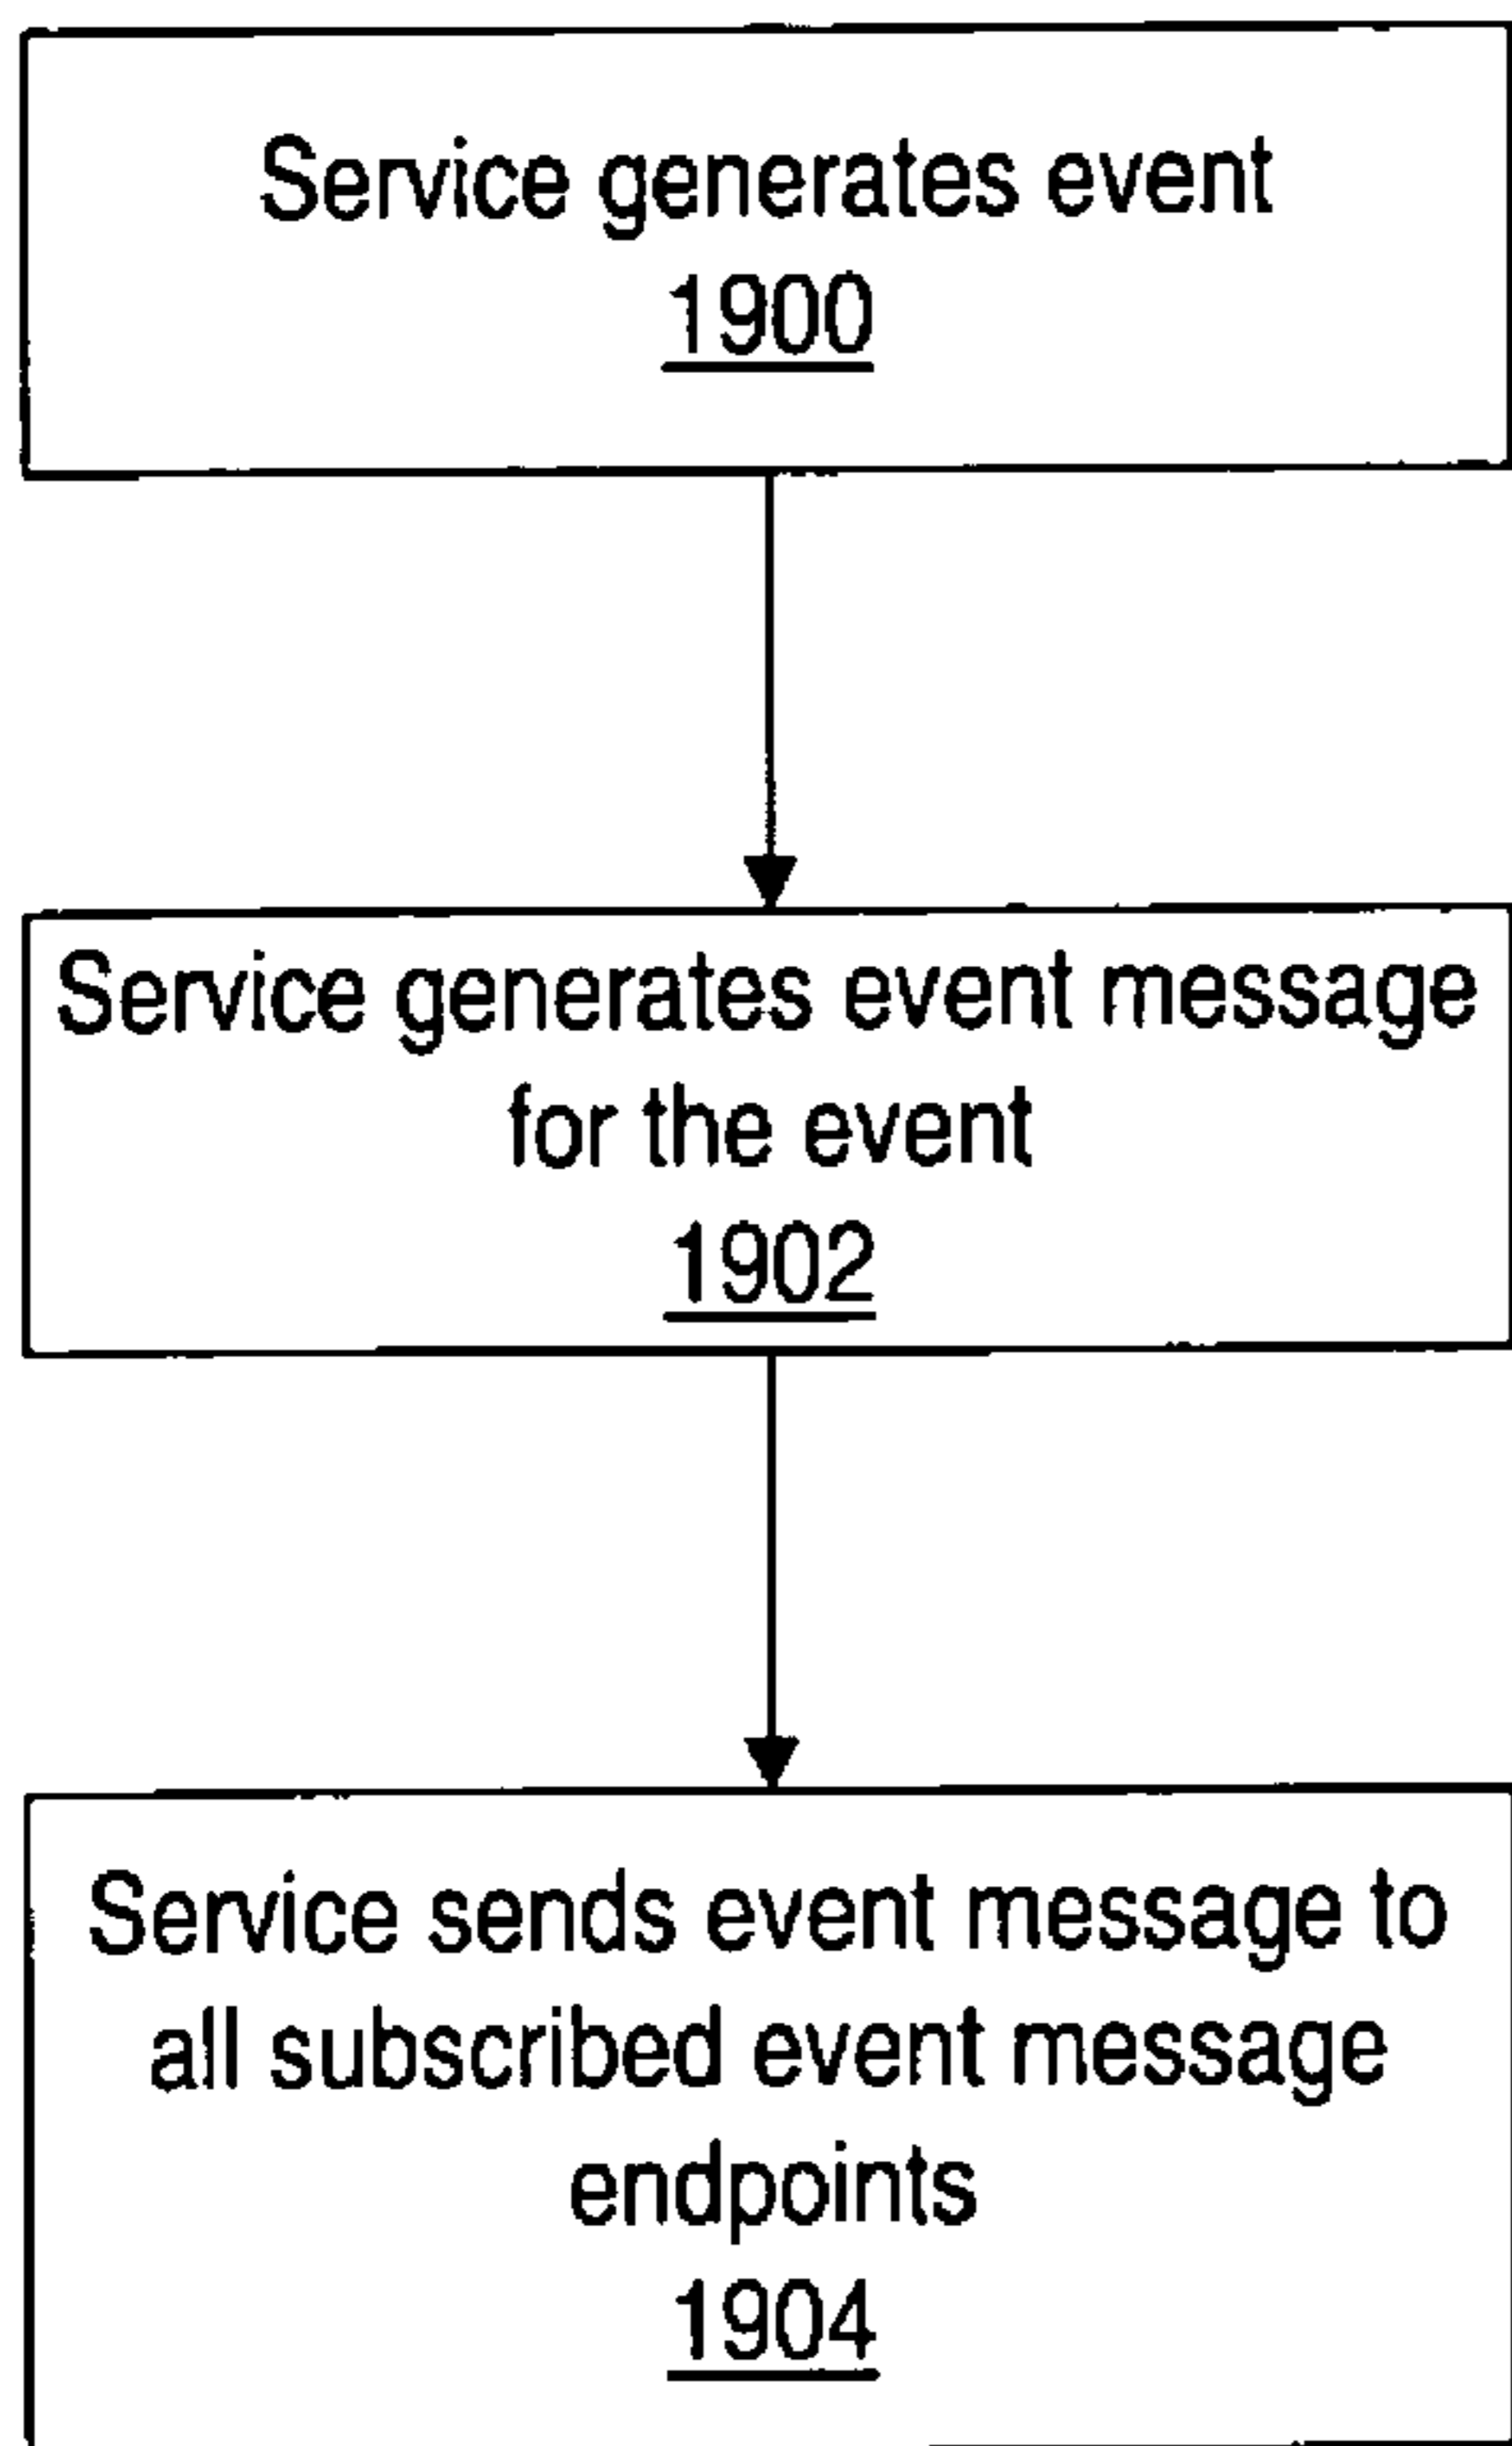 Service generates event
1900
Service generates event message
for the event
1902
Service sends event message to
all subscribed event message
endpoints
1904